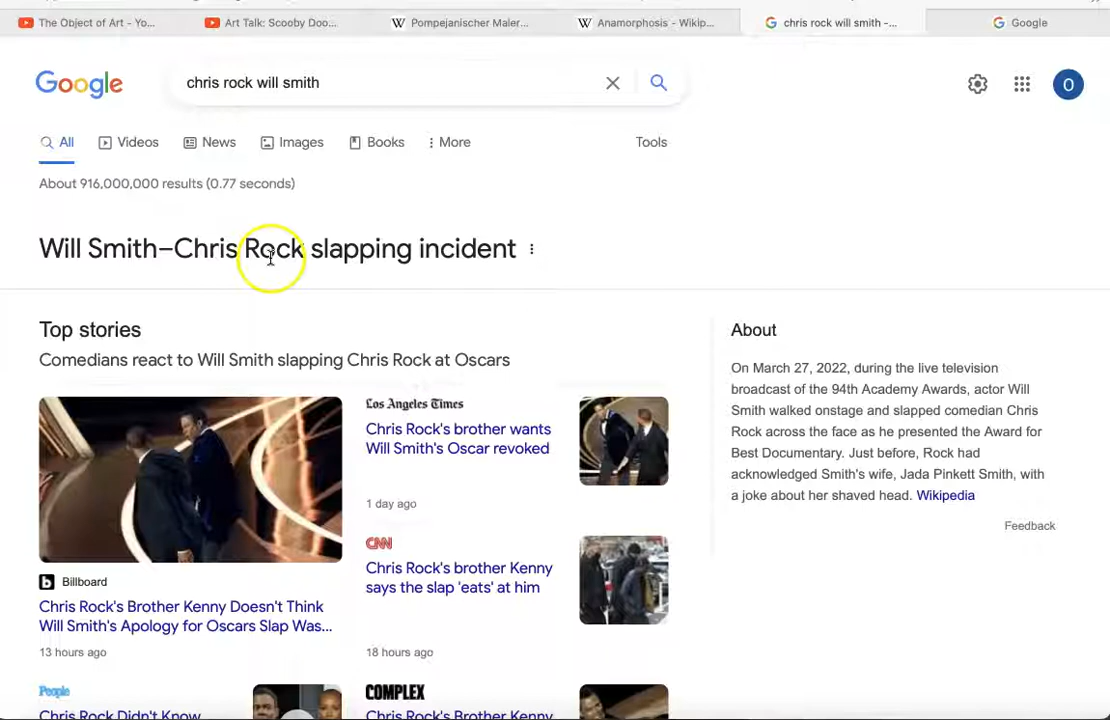 The Object of Art - Yo...
Art Talk: Scooby Doo...
Pompejanischer Maler...
Anamorphosis - Wikip...
chris rock will smith -...
Google
Google
chris rock will smith
O
All
Videos
News
Images
Books
More
Tools
About 916,000,000 results (0.77 seconds)
Will Smith–Chris Rock slapping incident
Top stories
Comedians react to Will Smith slapping Chris Rock at Oscars
Billboard
Chris Rock's Brother Kenny Doesn't Think
Will Smith's Apology for Oscars Slap Was...
13 hours ago
Los Angeles Times
Chris Rock's brother wants
Will Smith's Oscar revoked
1 day ago
CNN
Chris Rock's brother Kenny
says the slap 'eats' at him
18 hours ago
People
Chris Rock Didn't Know
COMPLEX
Chris Rock's Brother Kenny
About
On March 27, 2022, during the live television
broadcast of the 94th Academy Awards, actor Will
Smith walked onstage and slapped comedian Chris
Rock across the face as he presented the Award for
Best Documentary. Just before, Rock had
acknowledged Smith's wife, Jada Pinkett Smith, with
a joke about her shaved head. Wikipedia
Feedback